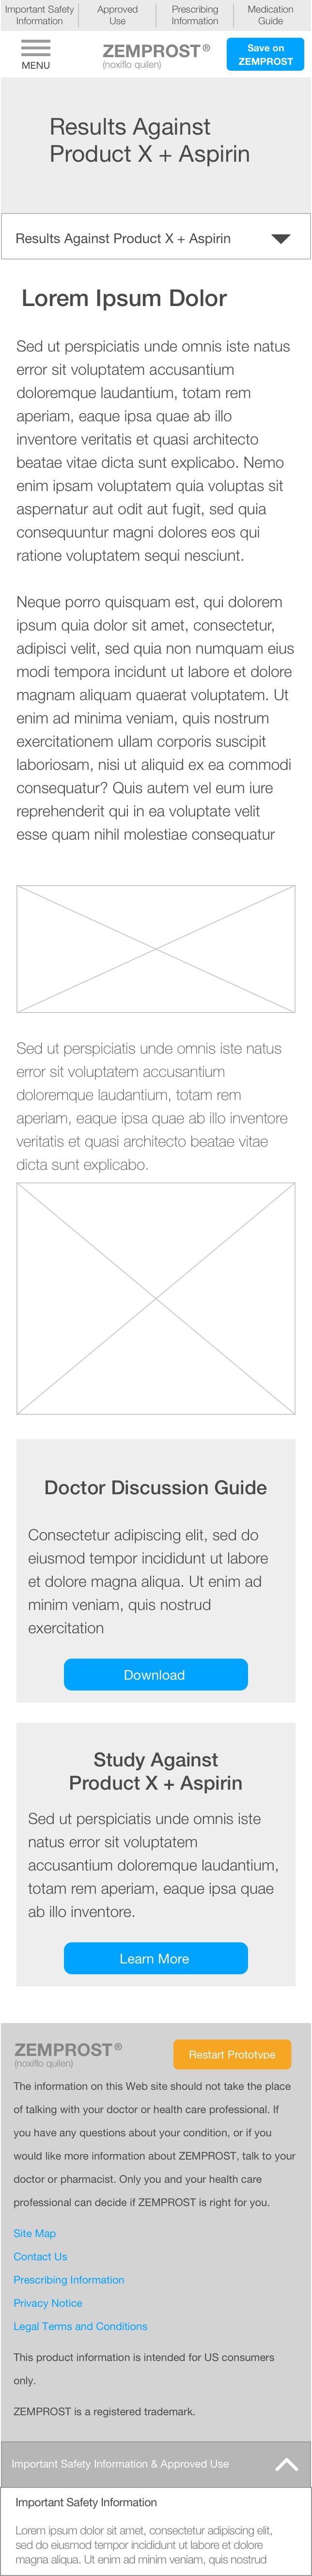 Important Safety Information
Approved Use
Prescribing Information
Medication Guide
MENU
ZEMPROST®
(noxiflo quilen)
Save on
ZEMPROST
Results Against
Product X + Aspirin
Results Against Product X + Aspirin
Lorem Ipsum Dolor
Sed ut perspiciatis unde omnis iste natus
error sit voluptatem accusantium
doloremque laudantium, totam rem
aperiam, eaque ipsa quae ab illo
inventore veritatis et quasi architecto
beatae vitae dicta sunt explicabo. Nemo
enim ipsam voluptatem quia voluptas sit
aspernatur aut odit aut fugit, sed quia
consequuntur magni dolores eos qui
ratione voluptatem sequi nesciunt.
Neque porro quisquam est, qui dolorem
ipsum quia dolor sit amet, consectetur,
adipisci velit, sed quia non numquam eius
modi tempora incidunt ut labore et dolore
magnam aliquam quaerat voluptatem. Ut
enim ad minima veniam, quis nostrum
exercitationem ullam corporis suscipit
laboriosam, nisi ut aliquid ex ea commodi
consequatur? Quis autem vel eum iure
reprehenderit qui in ea voluptate velit
esse quam nihil molestiae consequatur
Sed ut perspiciatis unde omnis iste natus
error sit voluptatem accusantium
doloremque laudantium, totam rem
aperiam, eaque ipsa quae ab illo inventore
veritatis et quasi architecto beatae vitae
dicta sunt explicabo.
Doctor Discussion Guide
Consectetur adipiscing elit, sed do
eiusmod tempor incididunt ut labore
et dolore magna aliqua. Ut enim ad
minim veniam, quis nostrud
exercitation
Download
Study Against
Product X + Aspirin
Sed ut perspiciatis unde omnis iste
natus error sit voluptatem
accusantium doloremque laudantium,
totam rem aperiam, eaque ipsa quae
ab illo inventore.
Learn More
ZEMPROST®
(noxiflo quilen)
Restart Prototype
The information on this Web site should not take the place
of talking with your doctor or health care professional. If
you have any questions about your condition, or if you
would like more information about ZEMPROST, talk to your
doctor or pharmacist. Only you and your health care
professional can decide if ZEMPROST is right for you.
Site Map
Contact Us
Prescribing Information
Privacy Notice
Legal Terms and Conditions
This product information is intended for US consumers
only.
ZEMPROST is a registered trademark.
Important Safety Information & Approved Use
Important Safety Information
Lorem ipsum dolor sit amet, consectetur adipiscing elit,
sed do eiusmod tempor incididunt ut labore et dolore
magna aliqua. Ut enim ad minim veniam, quis nostrud